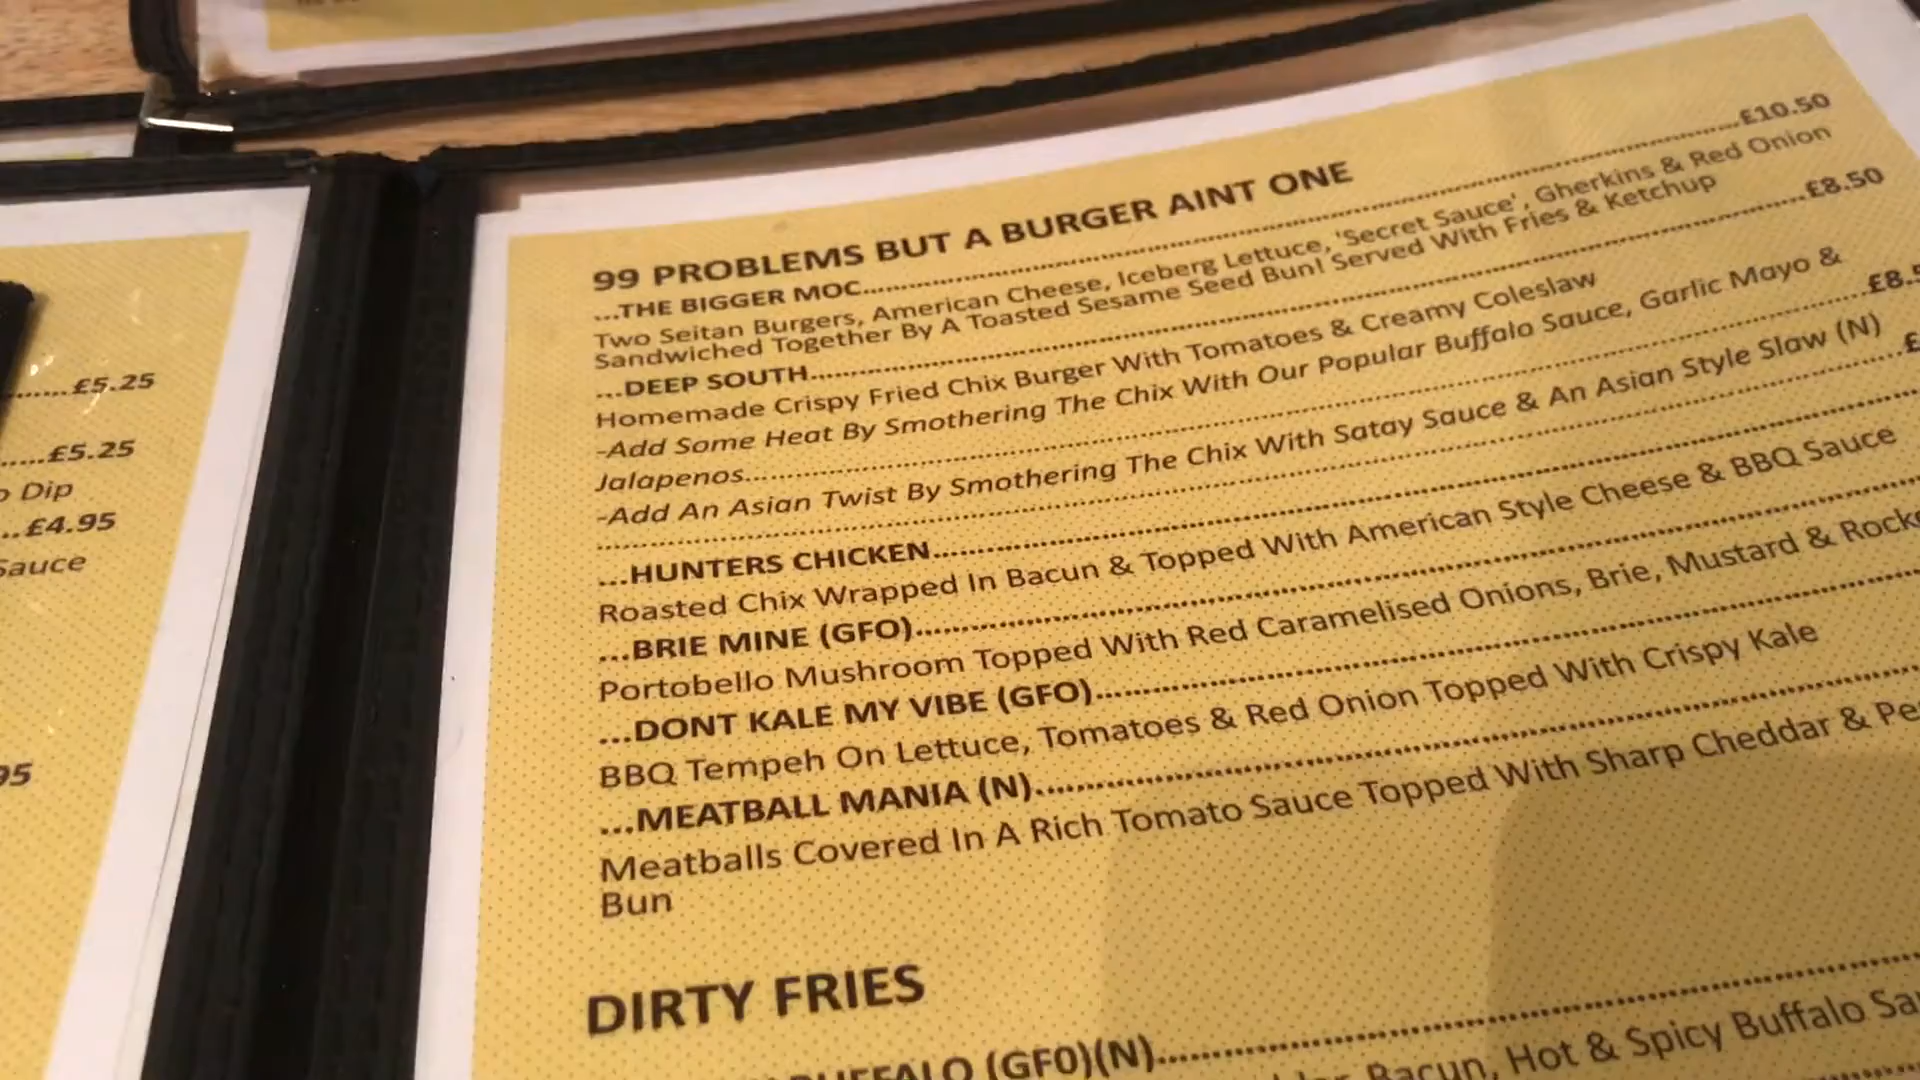 £5.25
£5.25
Dip
£4.95
Sauce
95
99 PROBLEMS BUT A BURGER AINT ONE
...THE BIGGER MOC........£10.50
Two Seitan Burgers, American Cheese, Iceberg Lettuce, 'Secret Sauce', Gherkins & Red Onion
Sandwiched Together By A Toasted Sesame Seed Bun! Served With Fries & Ketchup
...DEEP SOUTH........£8.50
Homemade Crispy Fried Chix Burger With Tomatoes & Creamy Coleslaw
-Add Some Heat By Smothering The Chix With Our Popular Buffalo Sauce, Garlic Mayo &
Jalapenos........£8.5
-Add An Asian Twist By Smothering The Chix With Satay Sauce & An Asian Style Slaw (N)
........£
...HUNTERS CHICKEN........
Roasted Chix Wrapped In Bacun & Topped With American Style Cheese & BBQ Sauce
...BRIE MINE (GFO)........
Portobello Mushroom Topped With Red Caramelised Onions, Brie, Mustard & Rock
...DONT KALE MY VIBE (GFO)........
BBQ Tempeh On Lettuce, Tomatoes & Red Onion Topped With Crispy Kale
...MEATBALL MANIA (N)........
Meatballs Covered In A Rich Tomato Sauce Topped With Sharp Cheddar & Pe
Bun
DIRTY FRIES
BUFFALO (GFO)(N)........
Bacun, Hot & Spicy Buffalo Sa